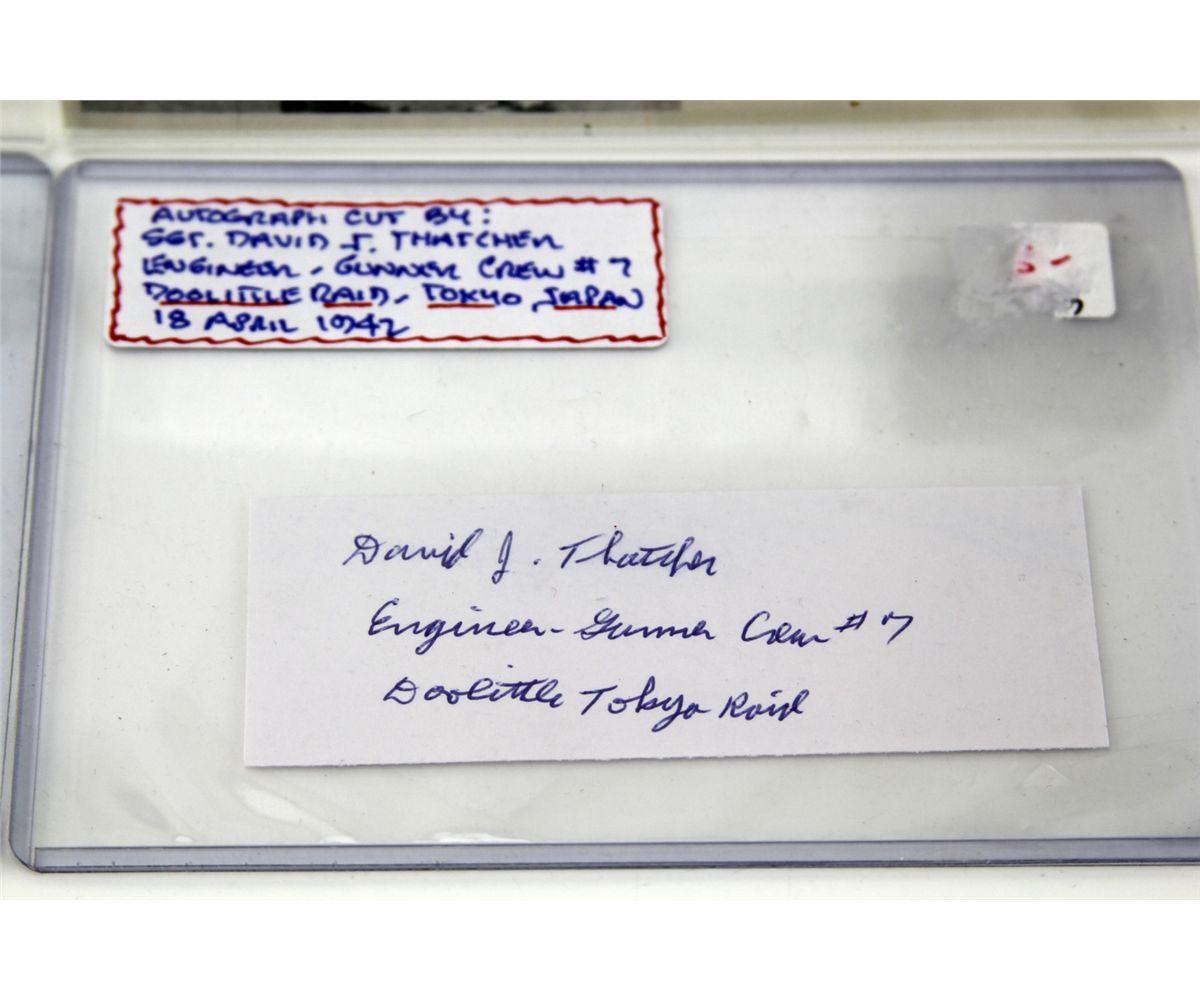 AUTOGRAPH CUT BY:
SGT. DAVID J. THATCHER
ENGINEER - GUNNER CREW # 7
DOOLITTLE RAID, TOKYO, JAPAN
18 APRIL 1942
David J. Thatcher
Engineer-Gunner Crew # 7
Doolittle Tokyo Raid